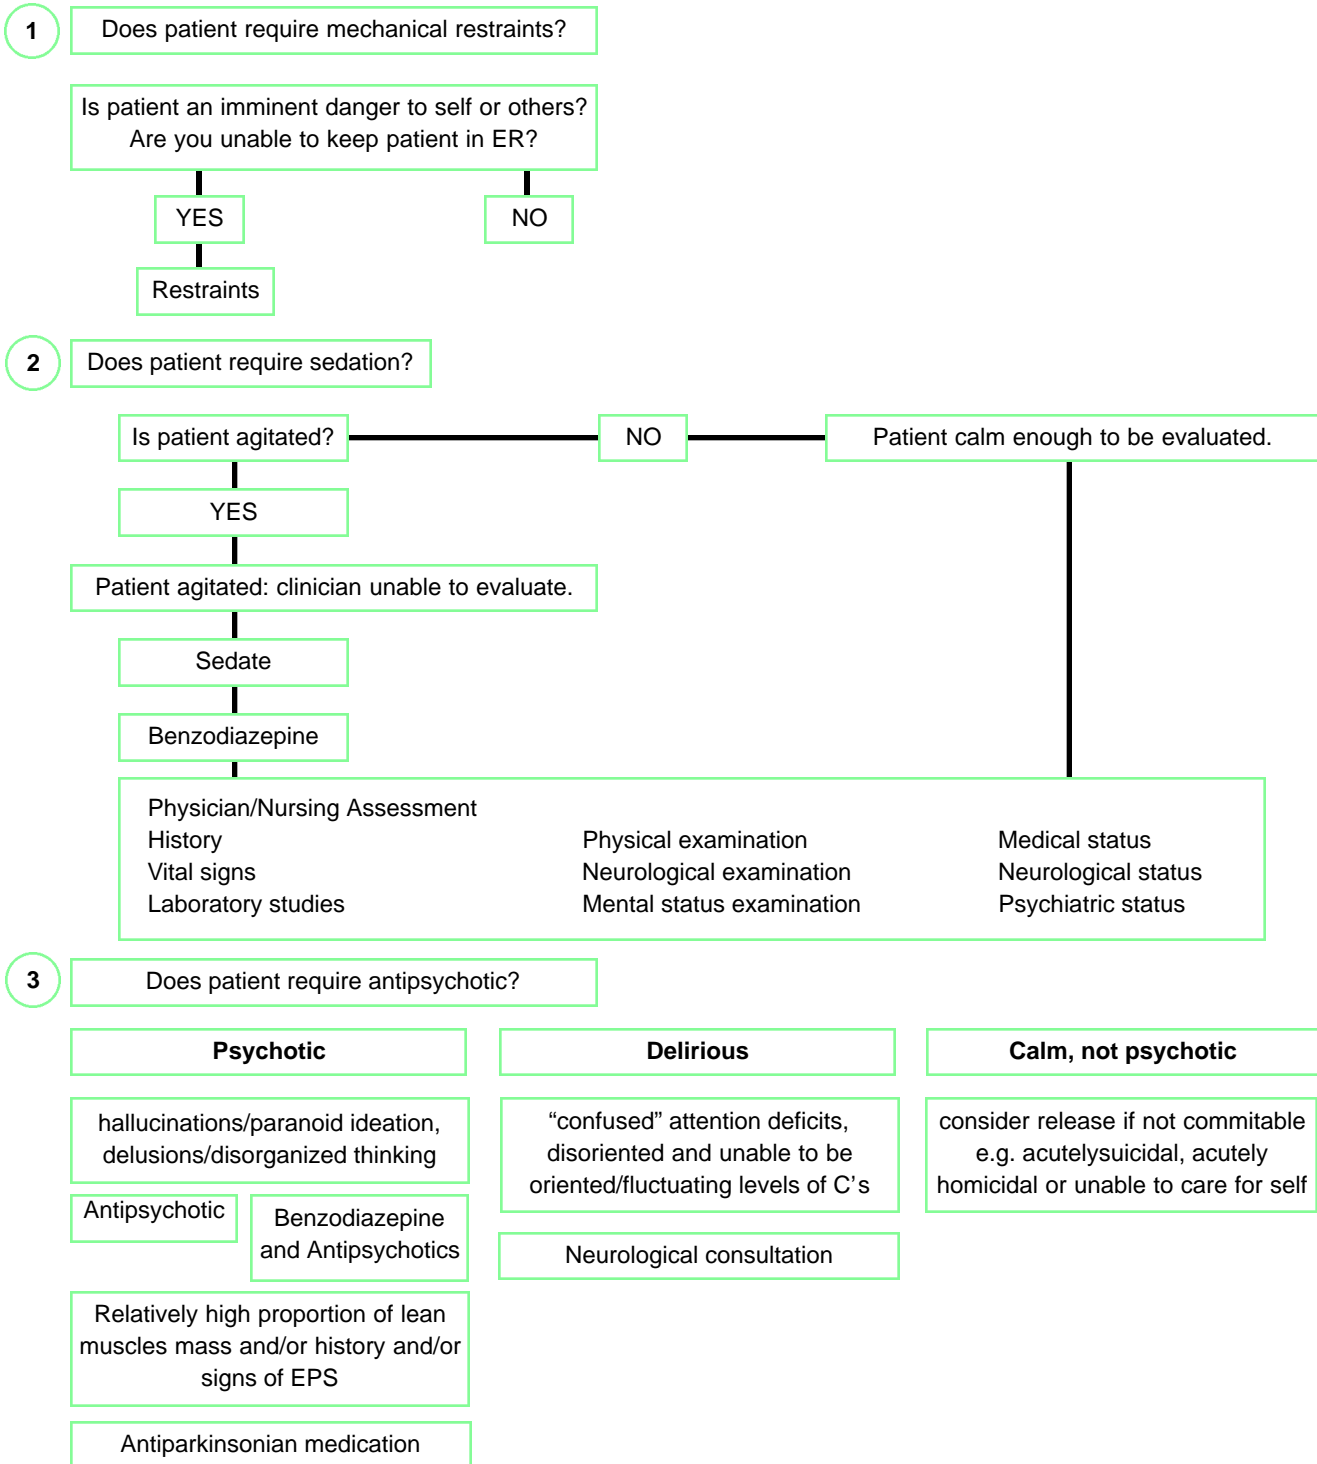 1
Does patient require mechanical restraints?
Is patient an imminent danger to self or others?
Are you unable to keep patient in ER?
YES
NO
Restraints
2
Does patient require sedation?
Is patient agitated?
NO
Patient calm enough to be evaluated.
YES
Patient agitated: clinician unable to evaluate.
Sedate
Benzodiazepine
Physician/Nursing Assessment
History
Physical examination
Medical status
Vital signs
Neurological examination
Neurological status
Laboratory studies
Mental status examination
Psychiatric status
3
Does patient require antipsychotic?
Psychotic
hallucinations/paranoid ideation,
delusions/disorganized thinking
Antipsychotic
Benzodiazepine
and Antipsychotics
Relatively high proportion of lean
muscles mass and/or history and/or
signs of EPS
Antiparkinsonian medication
Delirious
“confused” attention deficits,
disoriented and unable to be
oriented/fluctuating levels of C’s
Neurological consultation
Calm, not psychotic
consider release if not commitable
e.g. acutelysuicidal, acutely
homicidal or unable to care for self